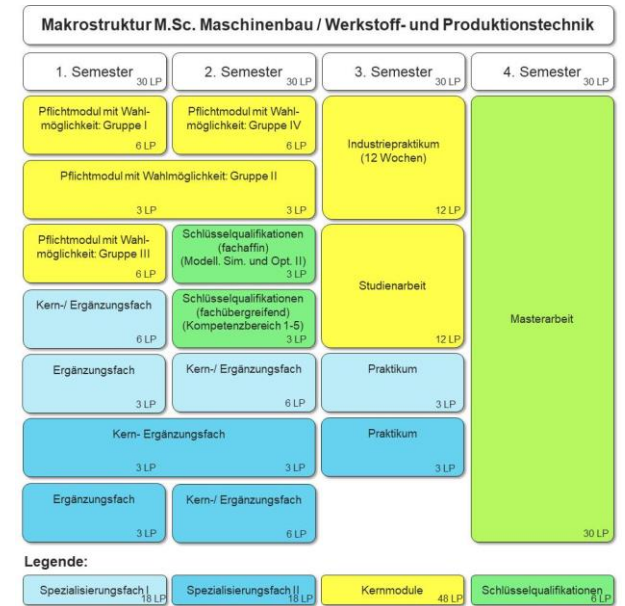 Makrostruktur M.Sc. Maschinenbau / Werkstoff- und Produktionstechnik
1. Semester
30 LP
2. Semester
30 LP
3. Semester
30 LP
4. Semester
30 LP
Pflichtmodul mit Wahl-
möglichkeit: Gruppe I
6 LP
Pflichtmodul mit Wahl-
möglichkeit: Gruppe IV
6 LP
Industriepraktikum
(12 Wochen)
12 LP
Pflichtmodul mit Wahlmöglichkeit: Gruppe II
3 LP
3 LP
Pflichtmodul mit Wahl-
möglichkeit: Gruppe III
6 LP
Schlüsselqualifikationen
(fachaffin)
(Modell. Sim. und Opt. II)
3 LP
Studienarbeit
12 LP
Kern-/ Ergänzungsfach
6 LP
Schlüsselqualifikationen
(fachübergreifend)
(Kompetenzbereich 1-5)
3 LP
Masterarbeit
30 LP
Ergänzungsfach
3 LP
Kern-/ Ergänzungsfach
6 LP
Praktikum
3 LP
Kern- Ergänzungsfach
3 LP
3 LP
Praktikum
3 LP
Ergänzungsfach
3 LP
Kern-/ Ergänzungsfach
6 LP
Legende:
Spezialisierungsfach I
18 LP
Spezialisierungsfach II
18 LP
Kernmodule
48 LP
Schlüsselqualifikationen
6 LP